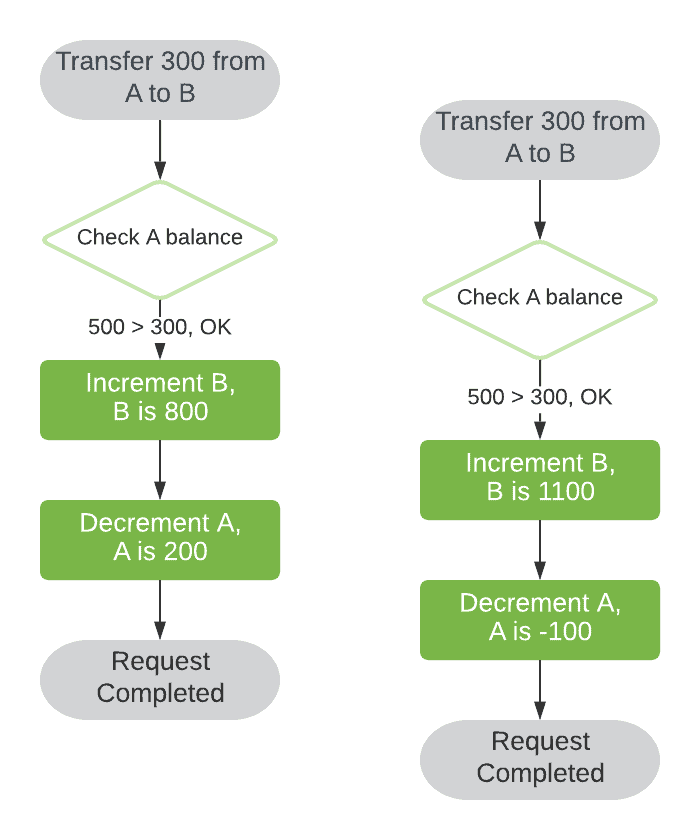 Transfer 300 from
A to B
Check A balance
500 > 300, OK
Increment B,
B is 800
Decrement A,
A is 200
Request
Completed
Transfer 300 from
A to B
Check A balance
500 > 300, OK
Increment B,
B is 1100
Decrement A,
A is -100
Request
Completed